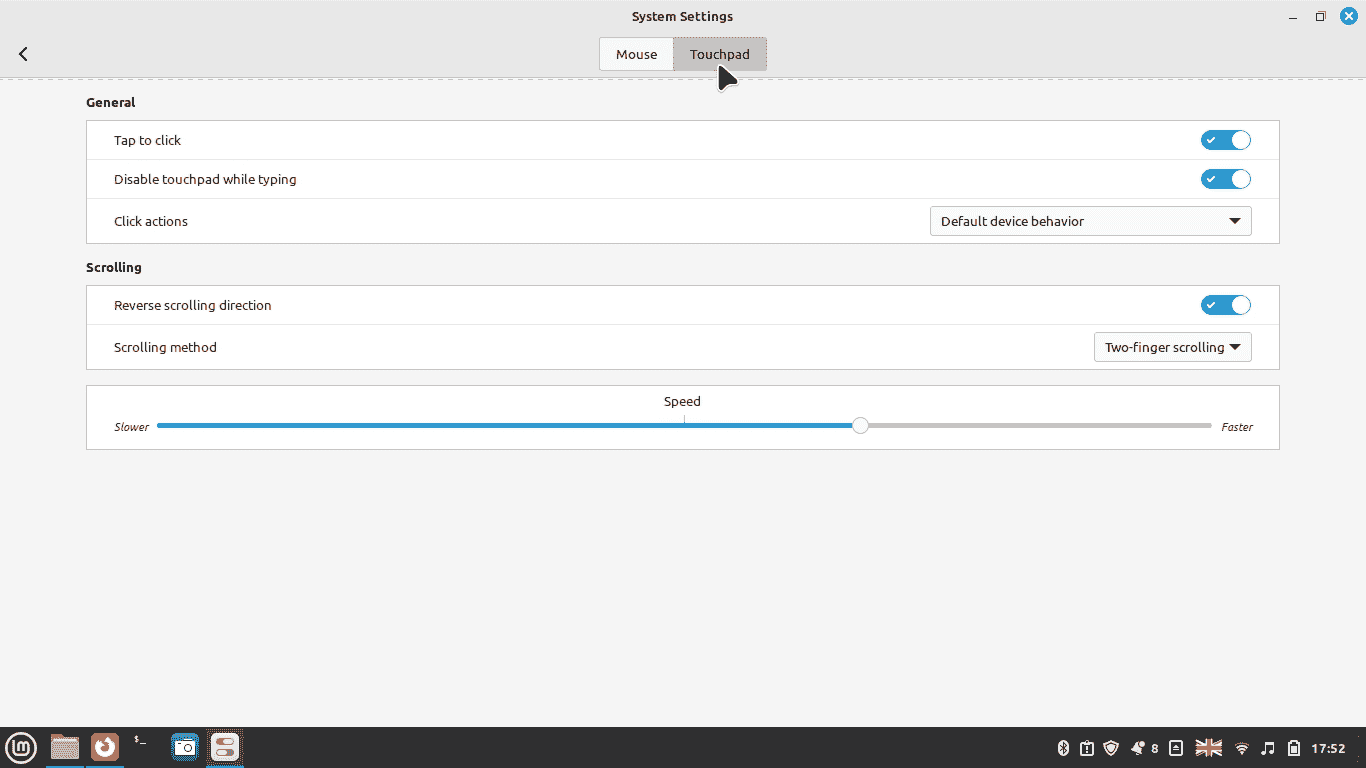 System Settings
Mouse Touchpad
General
Tap to click
Disable touchpad while typing
Click actions Default device behavior
Scrolling
Reverse scrolling direction
Scrolling method Two-finger scrolling
Speed
Slower Faster
lm $_ 8 17:52